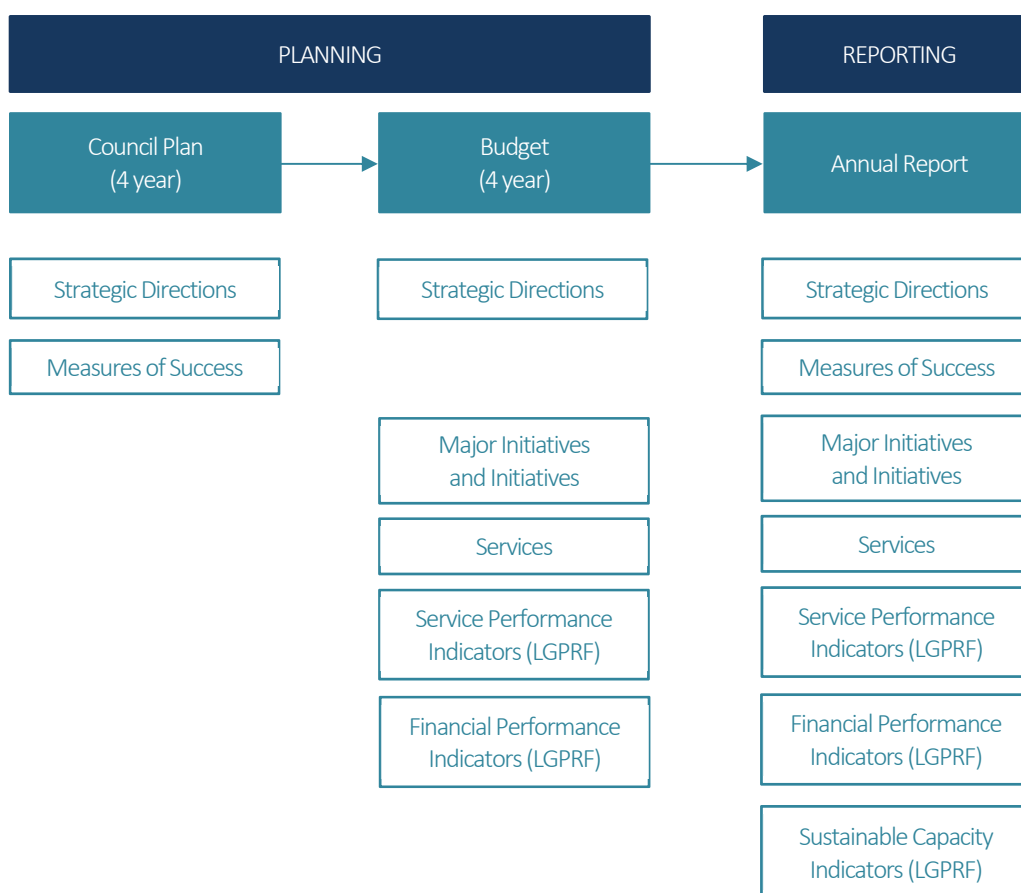 PLANNING
REPORTING
Council Plan
(4 year)
Budget
(4 year)
Annual Report
Strategic Directions
Strategic Directions
Strategic Directions
Measures of Success
Measures of Success
Major Initiatives
and Initiatives
Major Initiatives
and Initiatives
Services
Services
Service Performance
Indicators (LGPRF)
Service Performance
Indicators (LGPRF)
Financial Performance
Indicators (LGPRF)
Financial Performance
Indicators (LGPRF)
Sustainable Capacity
Indicators (LGPRF)